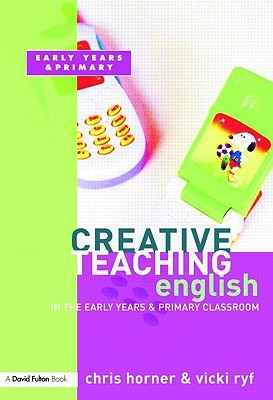 EARLY YEARS
& PRIMARY
CREATIVE
TEACHING
english
IN THE EARLY YEARS & PRIMARY CLASSROOM
A David Fulton Book
chris horner & vicki ryf